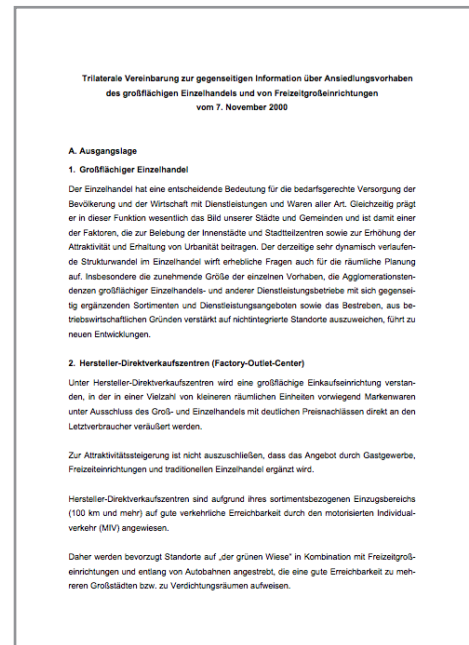 Trilaterale Vereinbarung zur gegenseitigen Information über Ansiedlungsvorhaben
des großflächigen Einzelhandels und von Freizeitgroßeinrichtungen
vom 7. November 2000
A. Ausgangslage
1. Großflächiger Einzelhandel
Der Einzelhandel hat eine entscheidende Bedeutung für die bedarfsgerechte Versorgung der
Bevölkerung und der Wirtschaft mit Dienstleistungen und Waren aller Art. Gleichzeitig prägt
er in dieser Funktion wesentlich das Bild unserer Städte und Gemeinden und ist damit einer
der Faktoren, die zur Belebung der Innenstädte und Stadtteilzentren sowie zur Erhöhung der
Attraktivität und Erhaltung von Urbanität beitragen. Der derzeitige sehr dynamisch verlaufen-
de Strukturwandel im Einzelhandel wirft erhebliche Fragen auch für die räumliche Planung
auf. Insbesondere die zunehmende Größe der einzelnen Vorhaben, die Agglomerationsten-
denzen großflächiger Einzelhandels- und anderer Dienstleistungsbetriebe mit sich gegensei-
tig ergänzenden Sortimenten und Dienstleistungsangeboten sowie das Bestreben, aus be-
triebswirtschaftlichen Gründen verstärkt auf nichtintegrierte Standorte auszuweichen, führt zu
neuen Entwicklungen.
2. Hersteller-Direktverkaufszentren (Factory-Outlet-Center)
Unter Hersteller-Direktverkaufszentren wird eine großflächige Einkaufseinrichtung verstan-
den, in der in einer Vielzahl von kleineren räumlichen Einheiten vorwiegend Markenwaren
unter Ausschluss des Groß- und Einzelhandels mit deutlichen Preisnachlässen direkt an den
Letztverbraucher veräußert werden.
Zur Attraktivitätssteigerung ist nicht auszuschließen, dass das Angebot durch Gastgewerbe,
Freizeiteinrichtungen und traditionellen Einzelhandel ergänzt wird.
Hersteller-Direktverkaufszentren sind aufgrund ihres sortimentsbezogenen Einzugsbereichs
(100 km und mehr) auf gute verkehrliche Erreichbarkeit durch den motorisierten Individual-
verkehr (MIV) angewiesen.
Daher werden bevorzugt Standorte auf „der grünen Wiese“ in Kombination mit Freizeitgroß-
einrichtungen und entlang von Autobahnen angestrebt, die eine gute Erreichbarkeit zu meh-
reren Großstädten bzw. zu Verdichtungsräumen aufweisen.